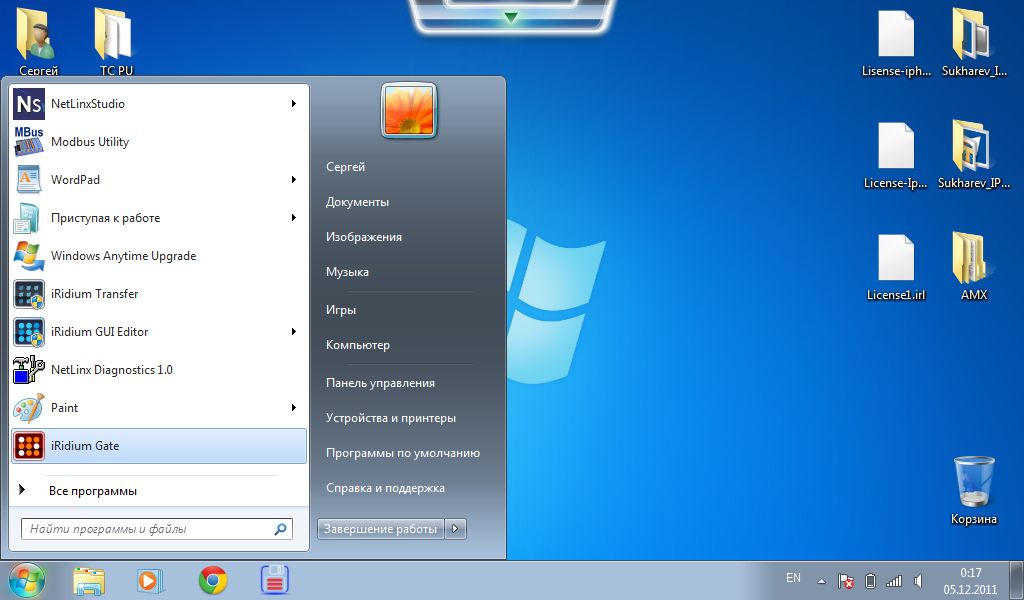 Сергей
TC PU
Lisense-iph...
Sukharev_I...
License-Ip...
Sukharev_IP...
License1.irl
AMX
Корзина
Ns
NetLinxStudio
MBus
Modbus Utility
WordPad
Приступая к работе
Windows Anytime Upgrade
iRidium Transfer
iRidium GUI Editor
NetLinx Diagnostics 1.0
Paint
iRidium Gate
Все программы
Найти программы и файлы
Сергей
Документы
Изображения
Музыка
Игры
Компьютер
Панель управления
Устройства и принтеры
Программы по умолчанию
Справка и поддержка
Завершение работы
EN
0:17
05.12.2011